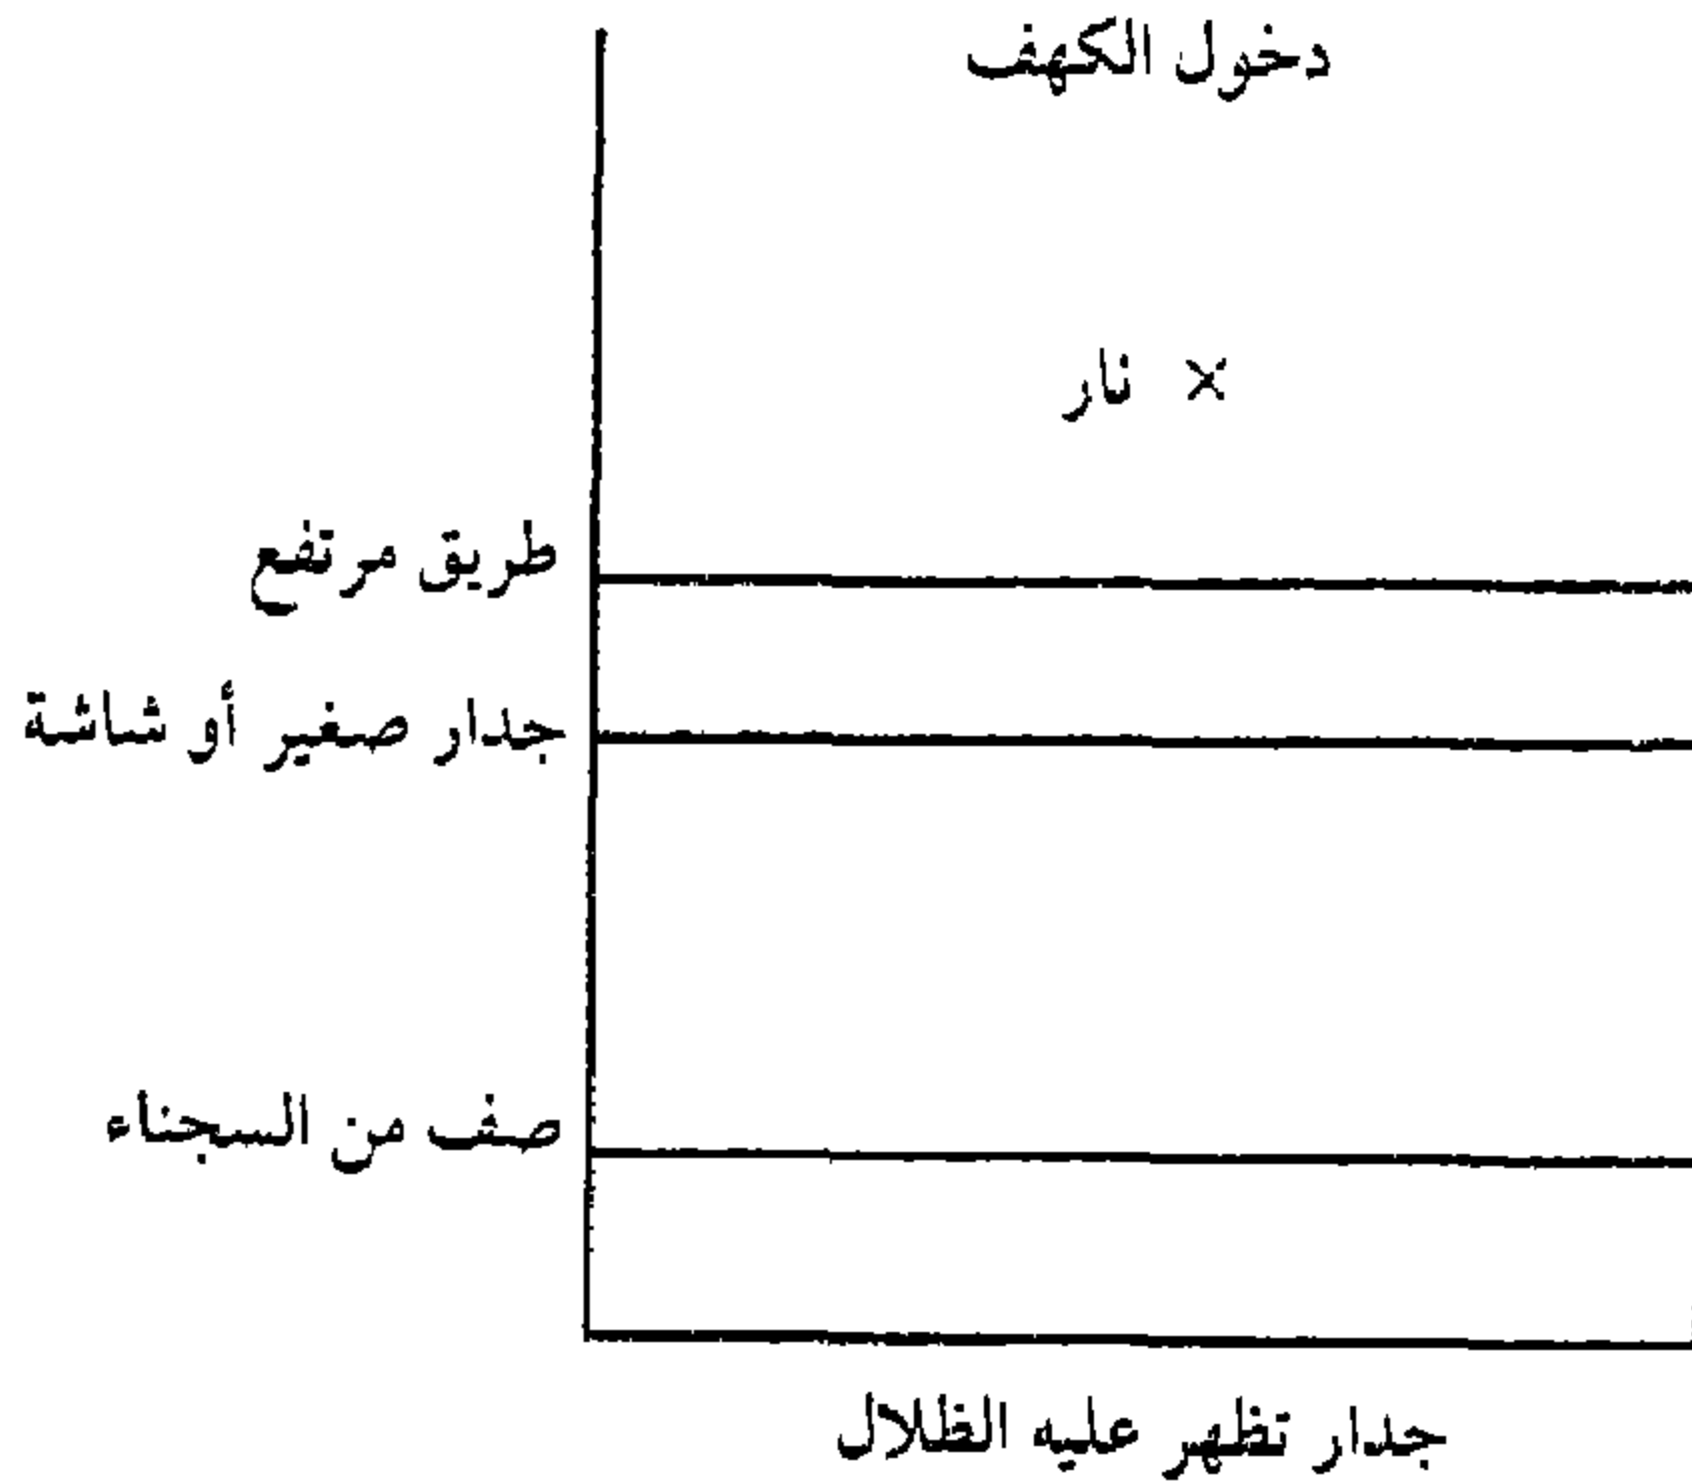 دخول الكهف
× نار
طريق مرتفع
جدار صغير أو شاشة
صف من السجناء
جدار تظهر عليه الظلال